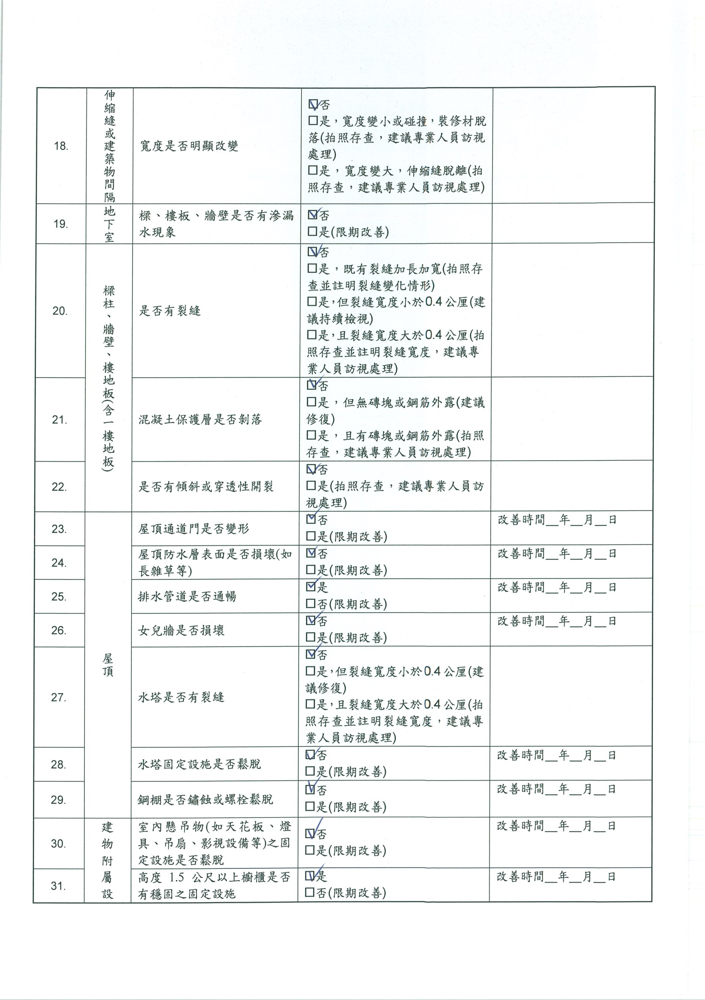 18.
伸縮縫或建築物間隔
寬度是否明顯改變
☑否
□是，寬度變小或碰撞，裝修材脫
落(拍照存查，建議專業人員訪視
處理)
□是，寬度變大，伸縮縫脫離(拍
照存查，建議專業人員訪視處理)
19.
地下室
樑、樓板、牆壁是否有滲漏
水現象
☑否
□是(限期改善)
樑柱、牆壁、樓地板(含一樓地板)
20.
是否有裂縫
☑否
□是，既有裂縫加長加寬(拍照存
查並註明裂縫變化情形)
□是，但裂縫寬度小於0.4公厘(建
議持續檢視)
□是，且裂縫寬度大於0.4公厘(拍
照存查並註明裂縫寬度，建議專
業人員訪視處理)
21.
混凝土保護層是否剝落
☑否
□是，但無磚塊或鋼筋外露(建議
修復)
□是，且有磚塊或鋼筋外露(拍照
存查，建議專業人員訪視處理)
22.
是否有傾斜或穿透性開裂
☑否
□是(拍照存查，建議專業人員訪
視處理)
屋頂
23.
屋頂通道門是否變形
☑否
□是(限期改善)
改善時間__年__月__日
24.
屋頂防水層表面是否損壞(如
長雜草等)
☑否
□是(限期改善)
改善時間__年__月__日
25.
排水管道是否通暢
☑是
□否(限期改善)
改善時間__年__月__日
26.
女兒牆是否損壞
☑否
□是(限期改善)
改善時間__年__月__日
27.
水塔是否有裂縫
☑否
□是，但裂縫寬度小於0.4公厘(建
議修復)
□是，且裂縫寬度大於0.4公厘(拍
照存查並註明裂縫寬度，建議專
業人員訪視處理)
28.
水塔固定設施是否鬆脫
☑否
□是(限期改善)
改善時間__年__月__日
29.
鋼棚是否鏽蝕或螺栓鬆脫
☑否
□是(限期改善)
改善時間__年__月__日
建物附屬設
30.
室內懸吊物(如天花板、燈
具、吊扇、影視設備等)之固
定設施是否鬆脫
☑否
□是(限期改善)
改善時間__年__月__日
31.
高度 1.5 公尺以上櫥櫃是否
有穩固之固定設施
☑是
□否(限期改善)
改善時間__年__月__日